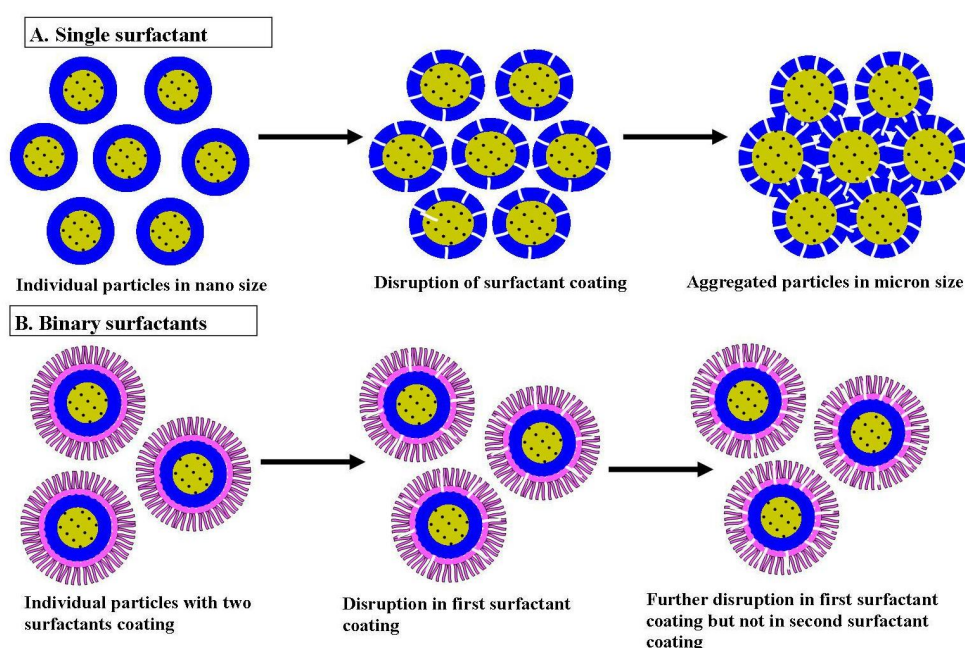 A. Single surfactant
Individual particles in nano size
Disruption of surfactant coating
Aggregated particles in micron size
B. Binary surfactants
Individual particles with two
surfactants coating
Disruption in first surfactant
coating
Further disruption in first surfactant
coating but not in second surfactant
coating